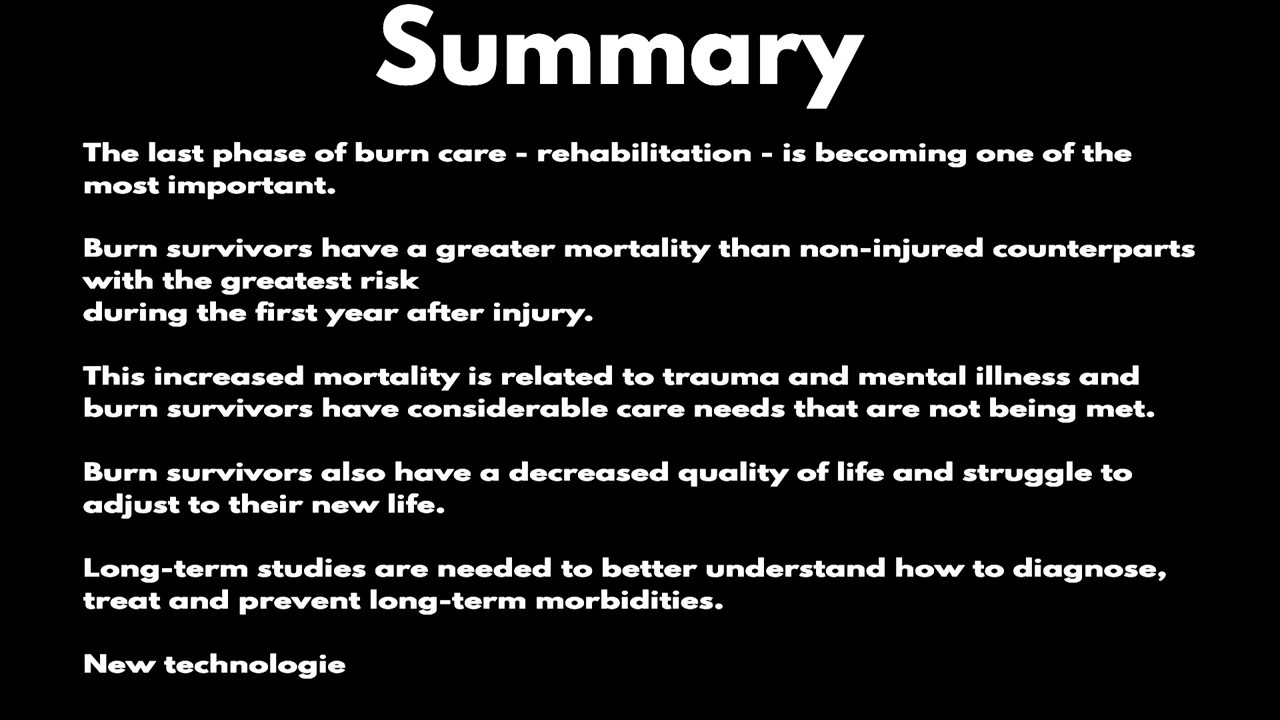 Summary
The last phase of burn care - rehabilitation - is becoming one of the
most important.
Burn survivors have a greater mortality than non-injured counterparts
with the greatest risk
during the first year after injury.
This increased mortality is related to trauma and mental illness and
burn survivors have considerable care needs that are not being met.
Burn survivors also have a decreased quality of life and struggle to
adjust to their new life.
Long-term studies are needed to better understand how to diagnose,
treat and prevent long-term morbidities.
New technologie